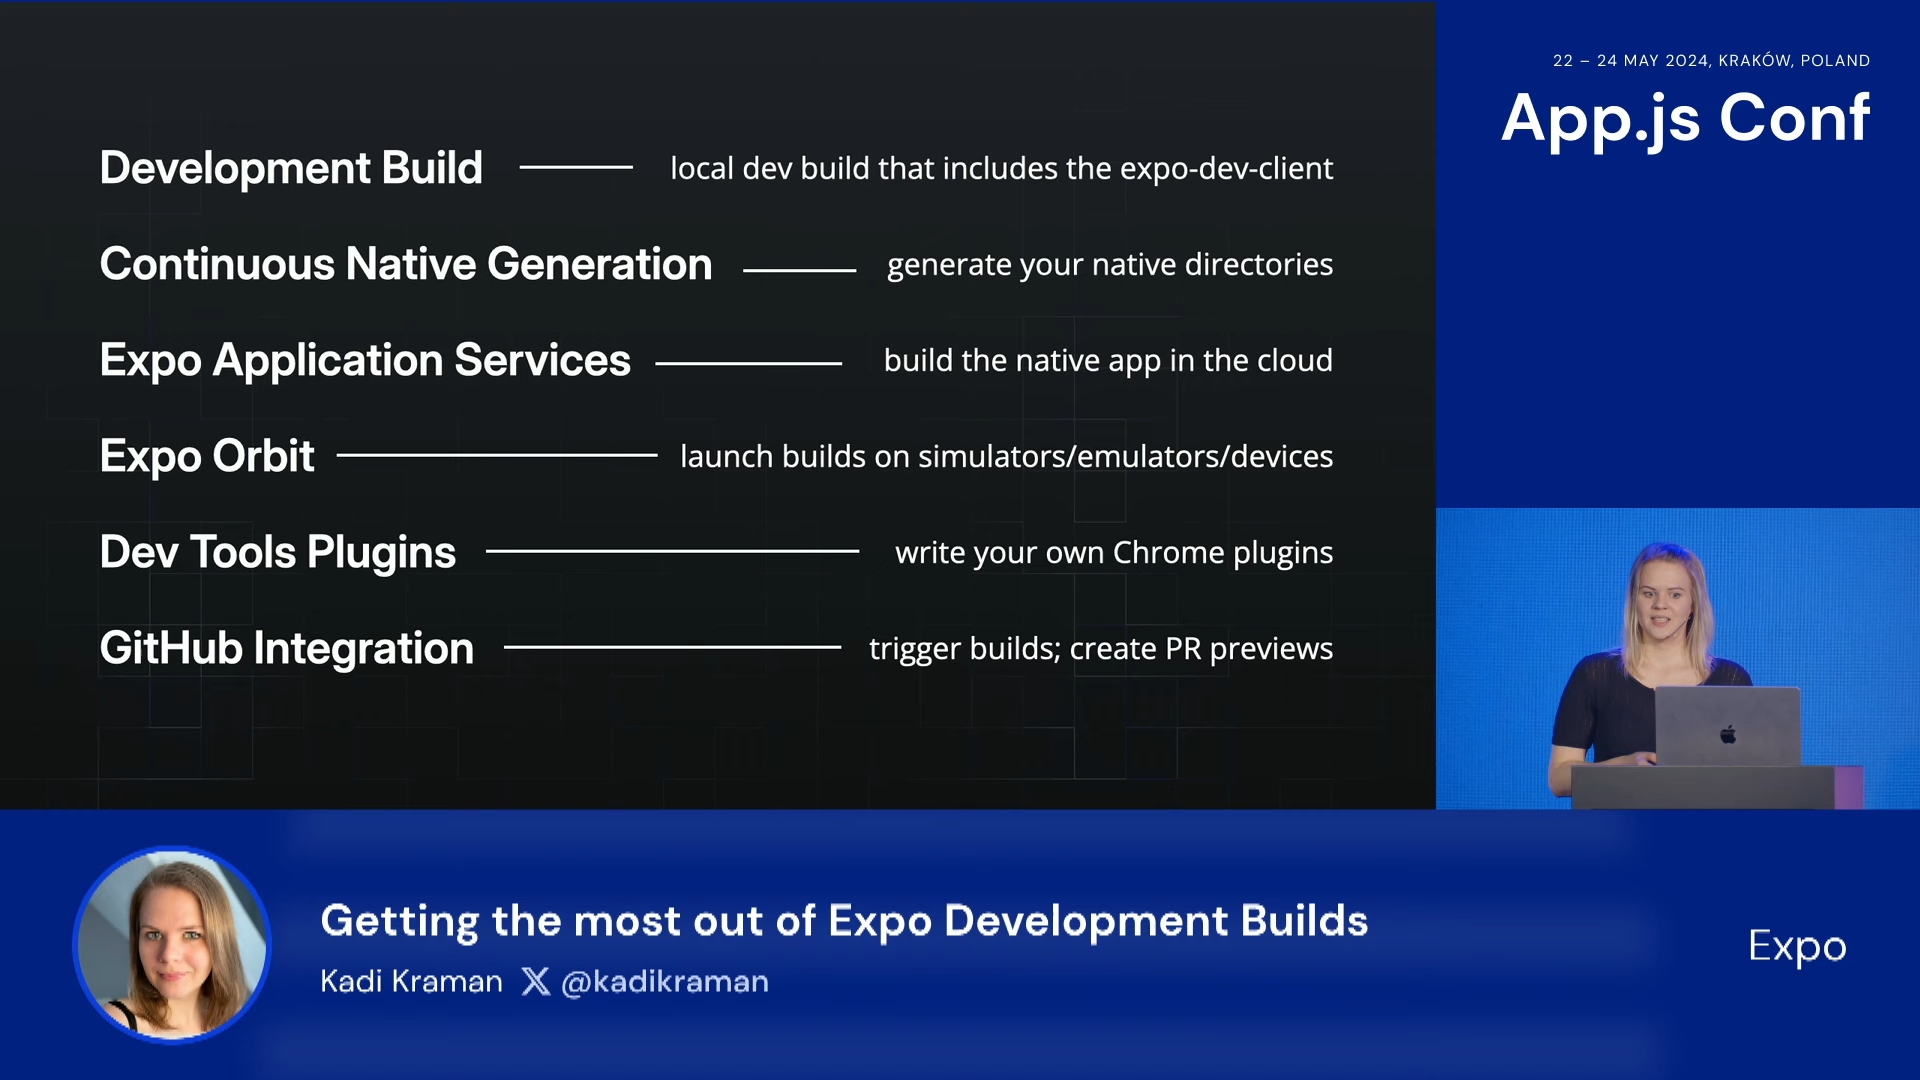 Development Build
local dev build that includes the expo-dev-client
Continuous Native Generation
generate your native directories
Expo Application Services
build the native app in the cloud
Expo Orbit
launch builds on simulators/emulators/devices
Dev Tools Plugins
write your own Chrome plugins
GitHub Integration
trigger builds; create PR previews
22 – 24 MAY 2024, KRAKÓW, POLAND
App.js Conf
Getting the most out of Expo Development Builds
Kadi Kraman 𝕏 @kadikraman
Expo